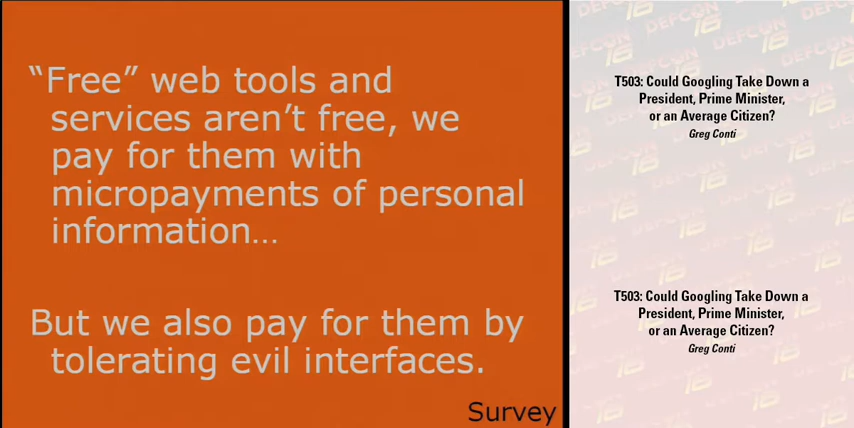 “Free” web tools and
services aren’t free, we
pay for them with
micropayments of personal
information…
But we also pay for them by
tolerating evil interfaces.
Survey
T503: Could Googling Take Down a
President, Prime Minister,
or an Average Citizen?
Greg Conti
T503: Could Googling Take Down a
President, Prime Minister,
or an Average Citizen?
Greg Conti
DEFCON 16